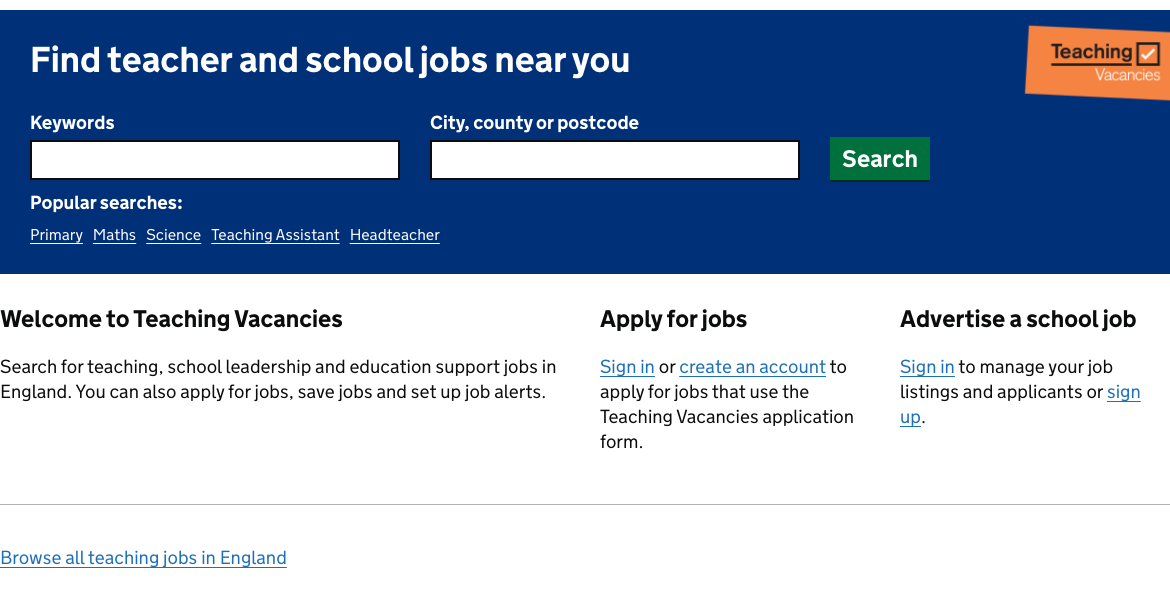 Find teacher and school jobs near you
Teaching
Vacancies
Keywords
City, county or postcode
Search
Popular searches:
Primary Maths Science Teaching Assistant Headteacher
Welcome to Teaching Vacancies
Search for teaching, school leadership and education support jobs in
England. You can also apply for jobs, save jobs and set up job alerts.
Apply for jobs
Sign in or create an account to
apply for jobs that use the
Teaching Vacancies application
form.
Advertise a school job
Sign in to manage your job
listings and applicants or sign
up.
Browse all teaching jobs in England